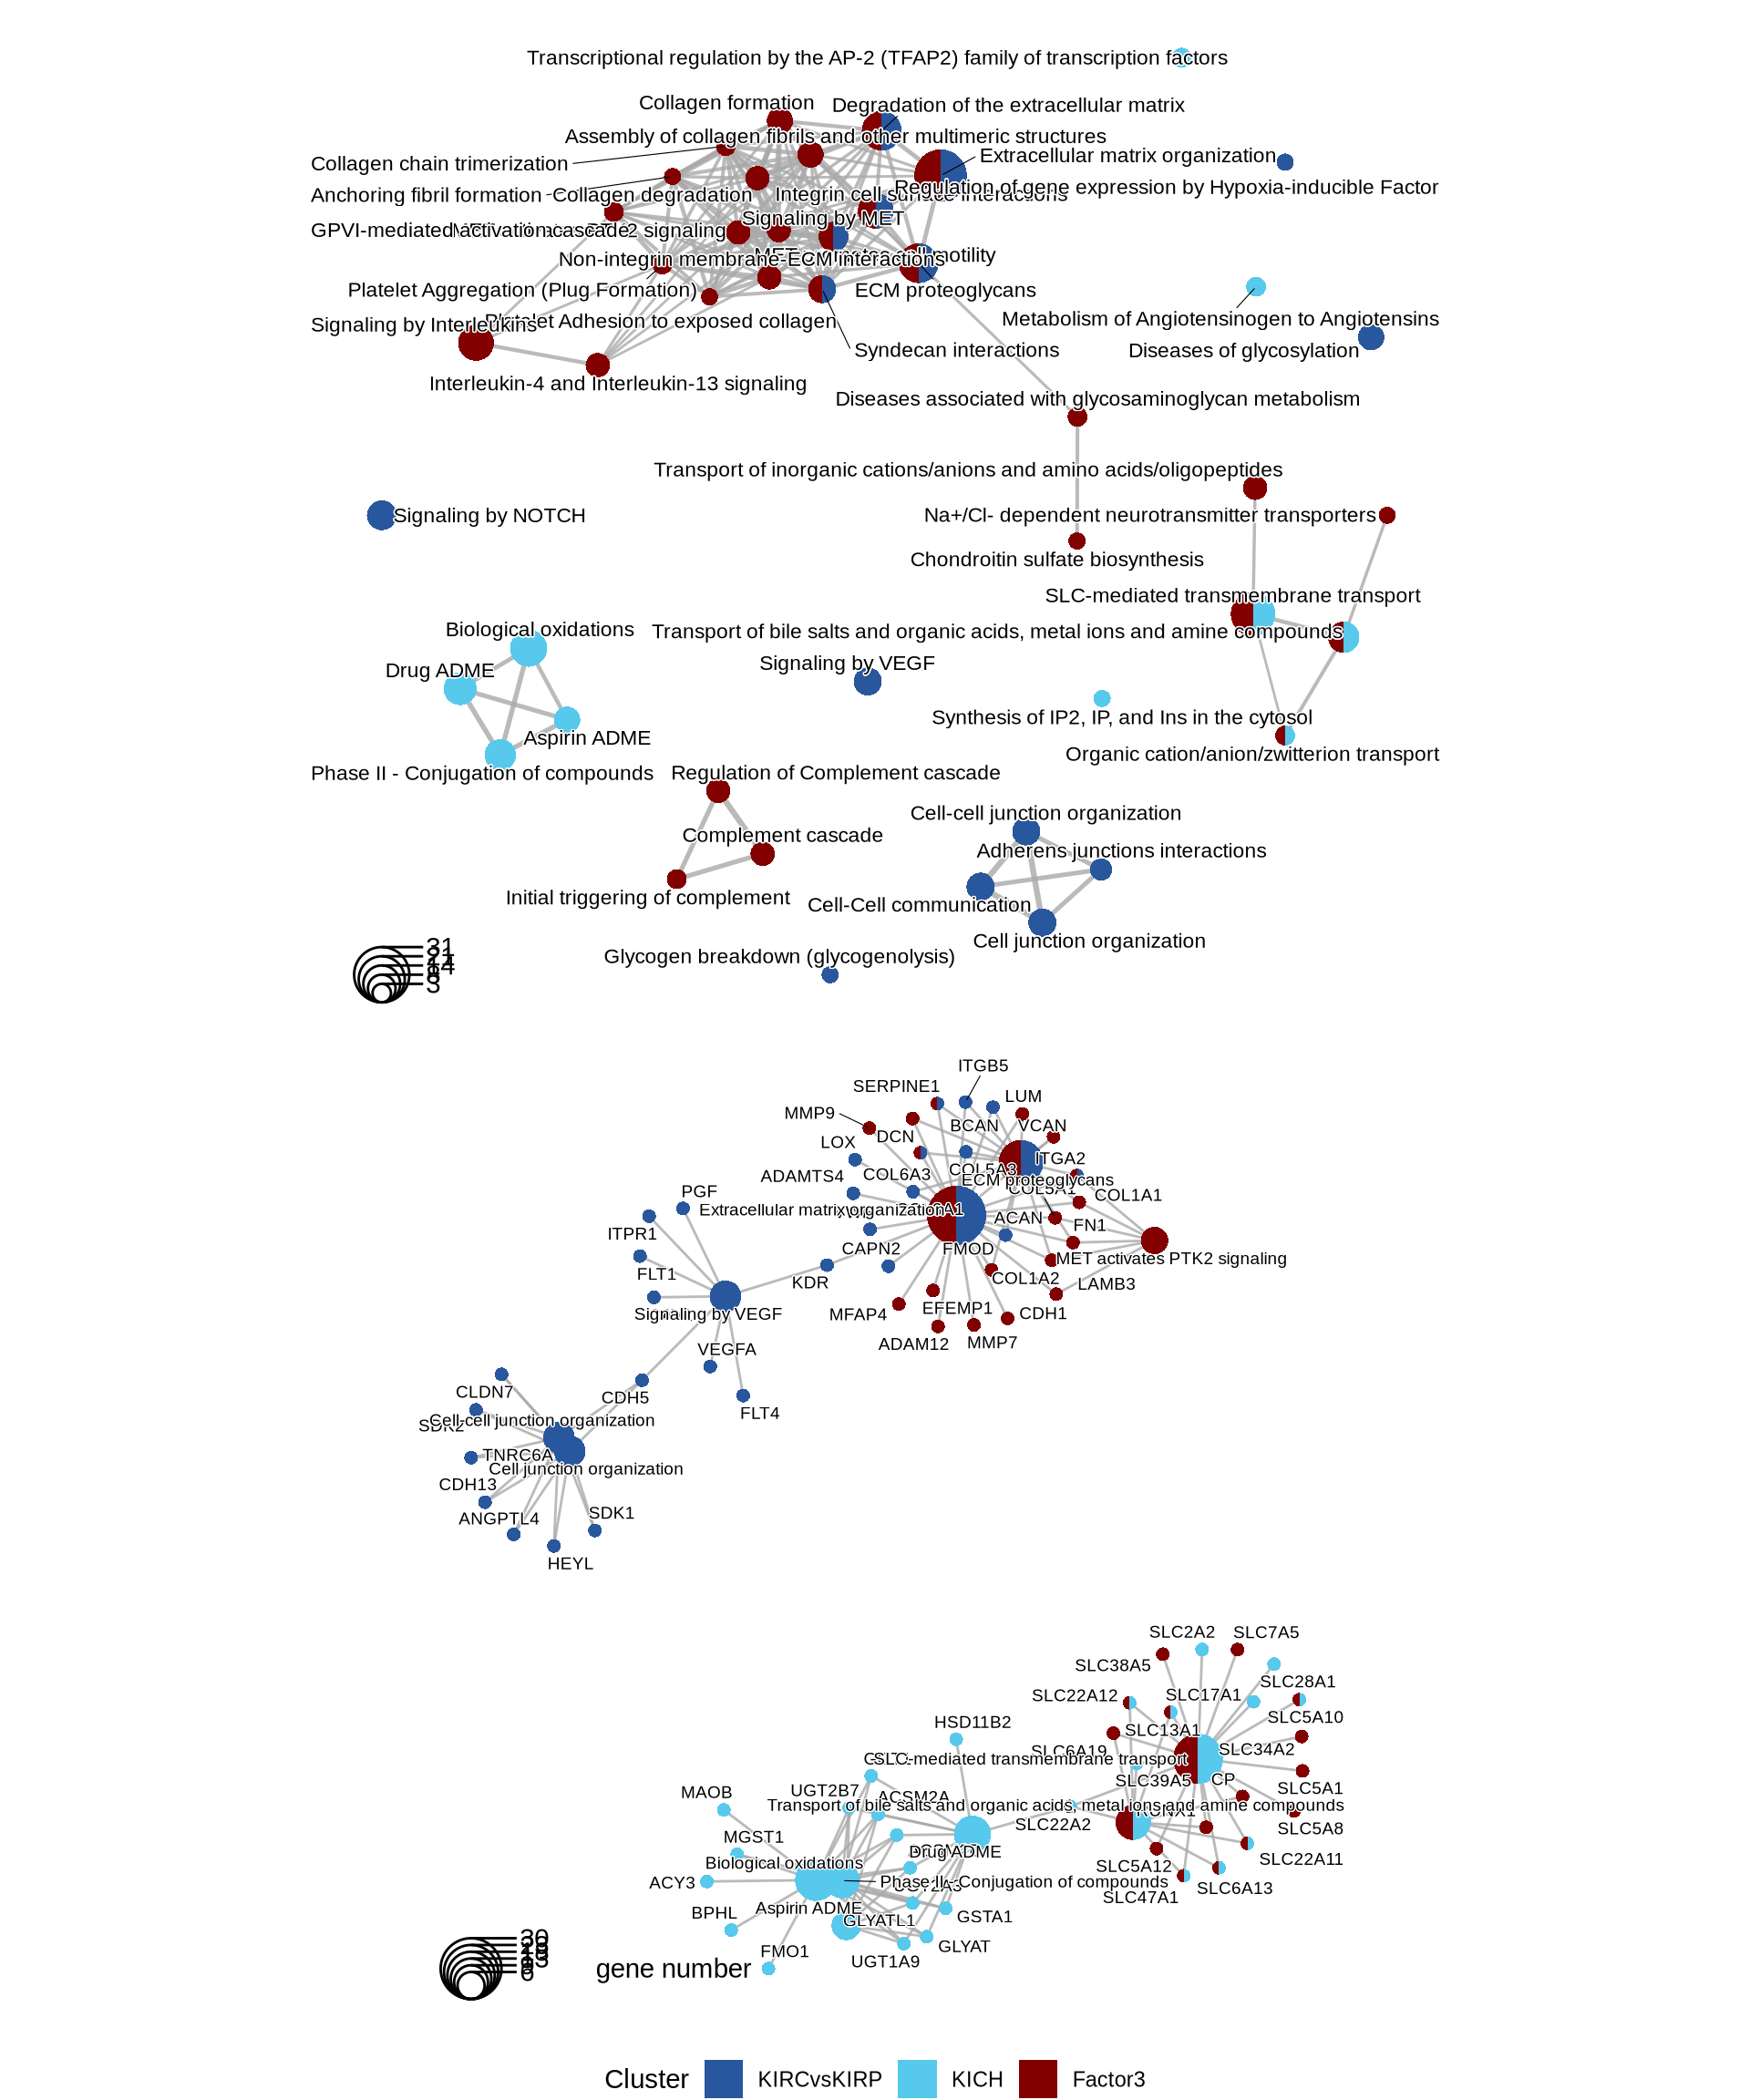 Transcriptional regulation by the AP-2 (TFAP2) family of transcription factors
Collagen formation
Degradation of the extracellular matrix
Assembly of collagen fibrils and other multimeric structures
Collagen chain trimerization
Extracellular matrix organization
Anchoring fibril formation
Collagen degradation
Integrin cell surface interactions
Regulation of gene expression by Hypoxia-inducible Factor
Signaling by MET
GPVI-mediated activation cascade
2 signaling
Non-integrin membrane-ECM interactions
motility
Platelet Aggregation (Plug Formation)
ECM proteoglycans
Signaling by Interleukins
Platelet Adhesion to exposed collagen
Metabolism of Angiotensinogen to Angiotensins
Syndecan interactions
Diseases of glycosylation
Interleukin-4 and Interleukin-13 signaling
Diseases associated with glycosaminoglycan metabolism
Transport of inorganic cations/anions and amino acids/oligopeptides
Signaling by NOTCH
Na+/Cl- dependent neurotransmitter transporters
Chondroitin sulfate biosynthesis
SLC-mediated transmembrane transport
Biological oxidations
Transport of bile salts and organic acids, metal ions and amine compounds
Drug ADME
Signaling by VEGF
Synthesis of IP2, IP, and Ins in the cytosol
Aspirin ADME
Organic cation/anion/zwitterion transport
Phase II - Conjugation of compounds
Regulation of Complement cascade
Cell-cell junction organization
Complement cascade
Adherens junctions interactions
Initial triggering of complement
Cell-Cell communication
Cell junction organization
Glycogen breakdown (glycogenolysis)
31
14
3
ITGB5
SERPINE1
LUM
MMP9
BCAN
VCAN
DCN
LOX
ITGA2
COL5A3
ADAMTS4
COL6A3
ECM proteoglycans
COL5A1
COL1A1
PGF
Extracellular matrix organization
ACAN
FN1
ITPR1
CAPN2
FMOD
MET activates PTK2 signaling
FLT1
KDR
COL1A2
LAMB3
Signaling by VEGF
MFAP4
EFEMP1
CDH1
ADAM12
MMP7
VEGFA
CLDN7
CDH5
FLT4
SDK2
Cell-cell junction organization
TNRC6A
Cell junction organization
CDH13
ANGPTL4
SDK1
HEYL
SLC2A2
SLC7A5
SLC38A5
SLC28A1
SLC22A12
SLC17A1
SLC5A10
HSD11B2
SLC13A1
SLC6A19
SLC34A2
SLC-mediated transmembrane transport
SLC39A5
CP
SLC5A1
MAOB
UGT2B7
ACSM2A
Transport of bile salts and organic acids, metal ions and amine compounds
SLC22A2
SLC5A8
MGST1
Drug ADME
SLC22A11
Biological oxidations
SLC5A12
ACY3
Phase II - Conjugation of compounds
SLC6A13
SLC47A1
BPHL
Aspirin ADME
GLYATL1
GSTA1
FMO1
GLYAT
UGT1A9
30
gene number
Cluster
KIRCvsKIRP
KICH
Factor3